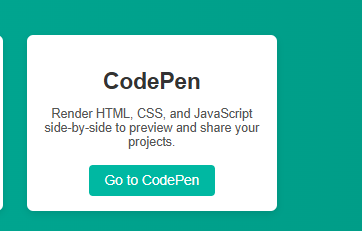 CodePen
Render HTML, CSS, and JavaScript
side-by-side to preview and share your
projects.
Go to CodePen